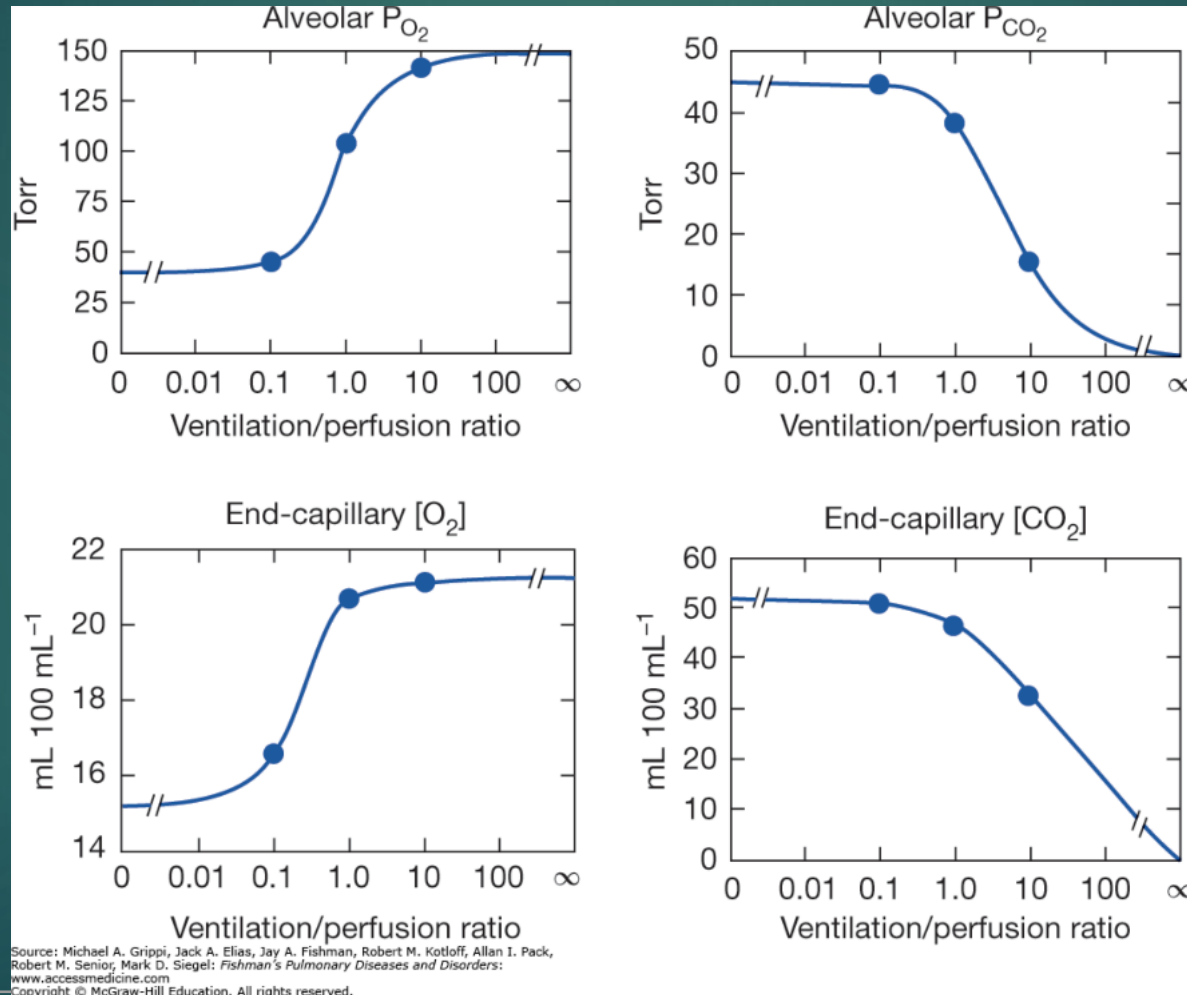 Alveolar PO2
150
125
100
75
50
25
0
Torr
0 0.01 0.1 1.0 10 100 ∞
Ventilation/perfusion ratio
Alveolar PCO2
50
40
30
20
10
0
Torr
0 0.01 0.1 1.0 10 100 ∞
Ventilation/perfusion ratio
End-capillary [O2]
22
20
18
16
14
mL 100 mL−1
0 0.01 0.1 1.0 10 100 ∞
Ventilation/perfusion ratio
End-capillary [CO2]
60
50
40
30
20
10
0
mL 100 mL−1
0 0.01 0.1 1.0 10 100 ∞
Ventilation/perfusion ratio
Source: Michael A. Grippi, Jack A. Elias, Jay A. Fishman, Robert M. Kotloff, Allan I. Pack,
Robert M. Senior, Mark D. Siegel: Fishman's Pulmonary Diseases and Disorders:
www.accessmedicine.com
Copyright © McGraw-Hill Education. All rights reserved.